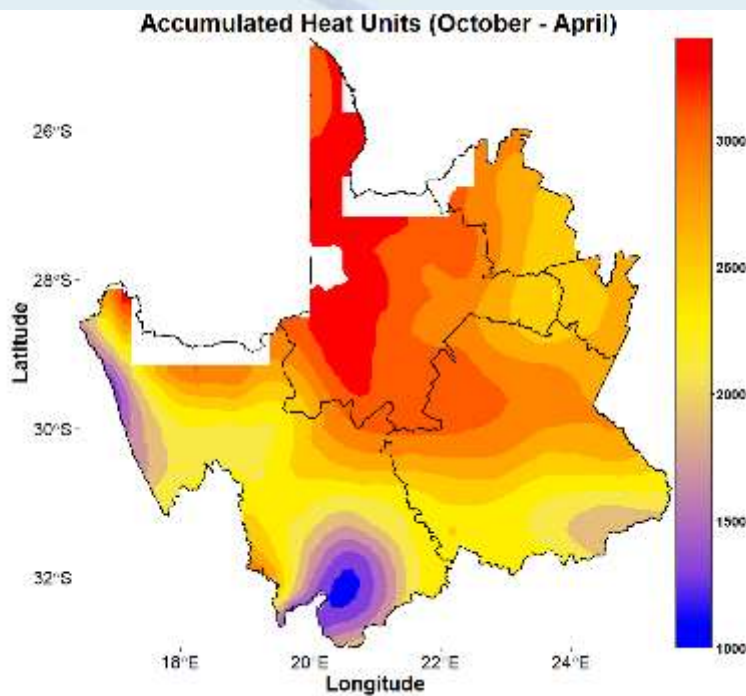 Accumulated Heat Units (October - April)
26°S
28°S
30°S
32°S
Latitude
18°E
20°E
22°E
24°E
Longitude
3000
2500
2000
1500
1000